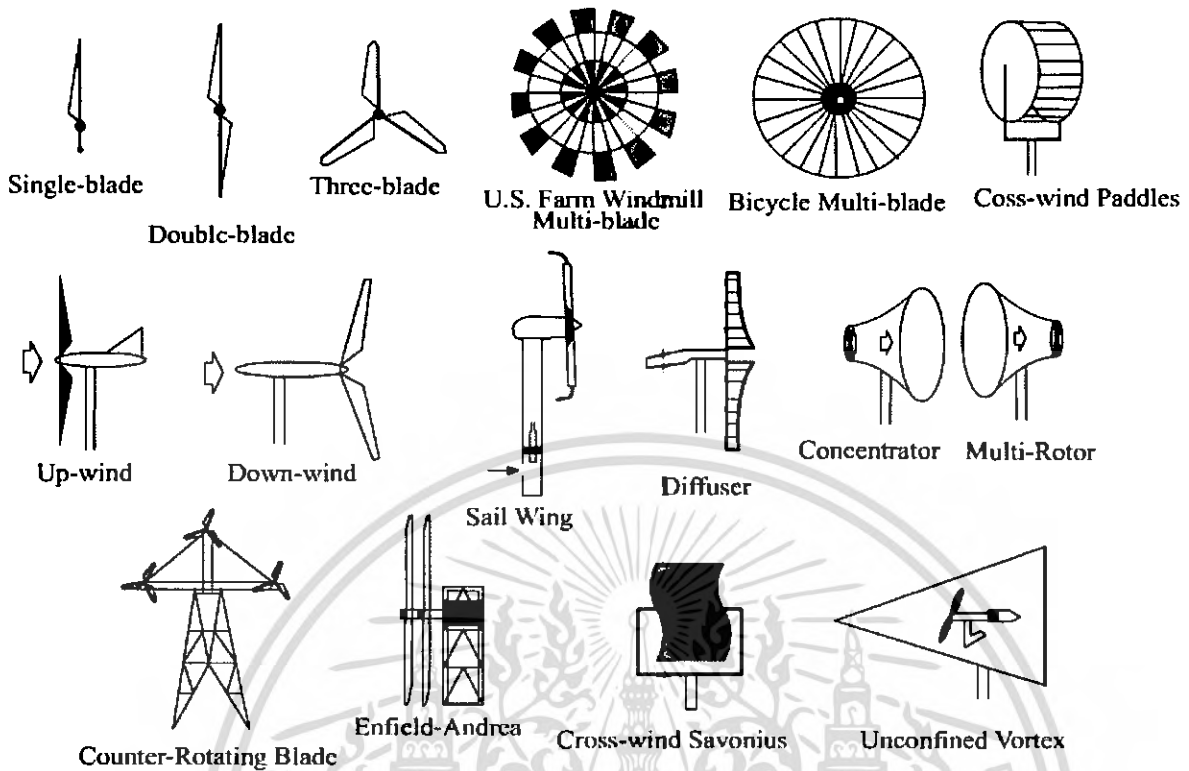 Single-blade
Double-blade
Three-blade
U.S. Farm Windmill
Multi-blade
Bicycle Multi-blade
Coss-wind Paddles
Up-wind
Down-wind
Sail Wing
Diffuser
Concentrator
Multi-Rotor
Counter-Rotating Blade
Enfield-Andrea
Cross-wind Savonius
Unconfined Vortex